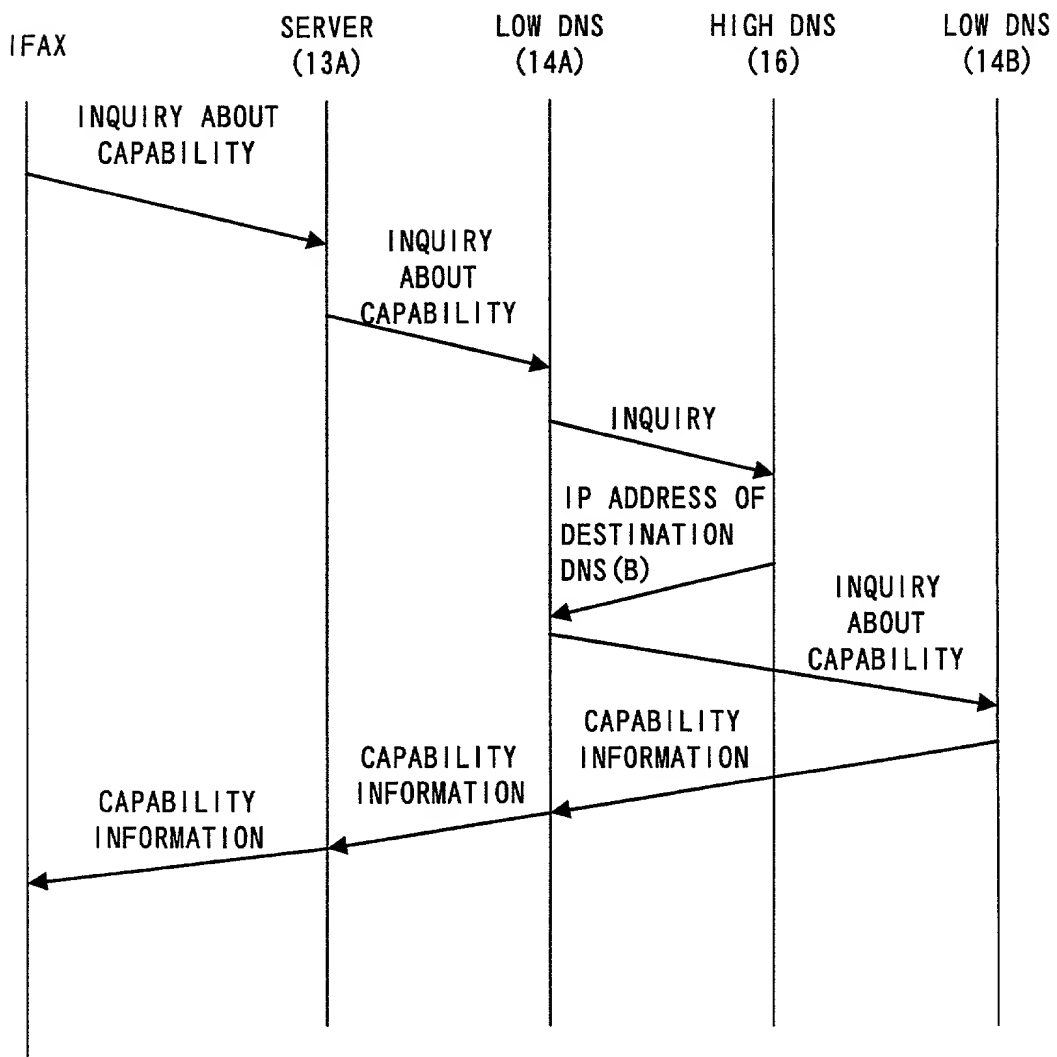 IFAX
SERVER
(13A)
LOW DNS
(14A)
HIGH DNS
(16)
LOW DNS
(14B)
INQUIRY ABOUT
CAPABILITY
INQUIRY
ABOUT
CAPABILITY
INQUIRY
IP ADDRESS OF
DESTINATION
DNS(B)
INQUIRY
ABOUT
CAPABILITY
CAPABILITY
INFORMATION
CAPABILITY
INFORMATION
CAPABILITY
INFORMATION